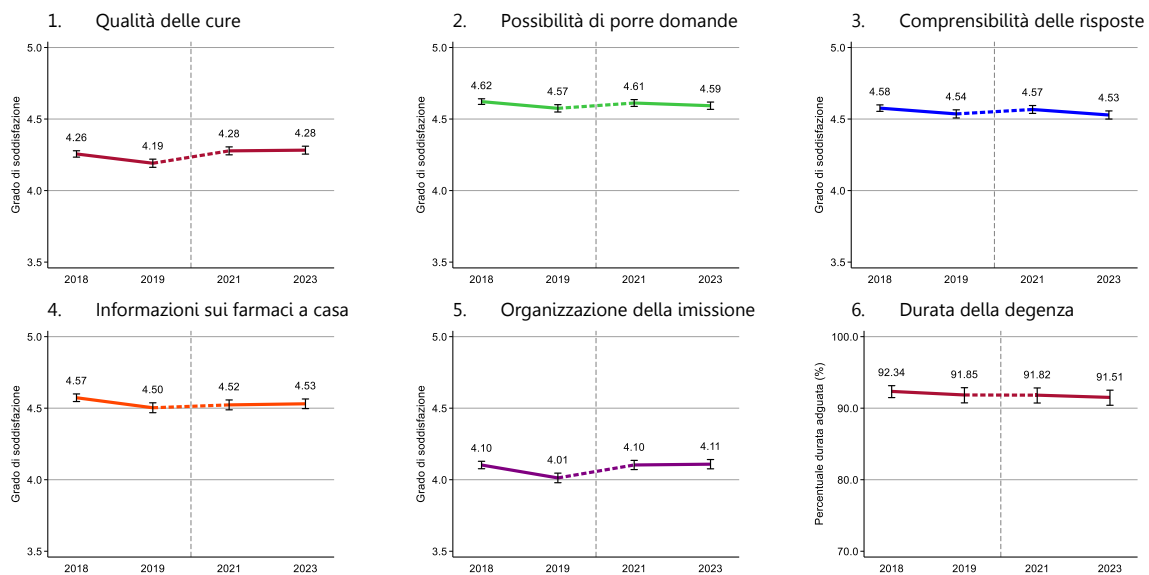 1. Qualità delle cure
5.0
4.5
4.0
3.5
Grado di soddisfazione
4.26
4.19
4.28
4.28
2018 2019 2021 2023
2. Possibilità di porre domande
5.0
4.5
4.0
3.5
Grado di soddisfazione
4.62
4.57
4.61
4.59
2018 2019 2021 2023
3. Comprensibilità delle risposte
5.0
4.5
4.0
3.5
Grado di soddisfazione
4.58
4.54
4.57
4.53
2018 2019 2021 2023
4. Informazioni sui farmaci a casa
5.0
4.5
4.0
3.5
Grado di soddisfazione
4.57
4.50
4.52
4.53
2018 2019 2021 2023
5. Organizzazione della imissione
5.0
4.5
4.0
3.5
Grado di soddisfazione
4.10
4.01
4.10
4.11
2018 2019 2021 2023
6. Durata della degenza
100.0
90.0
80.0
70.0
Percentuale durata adguata (%)
92.34
91.85
91.82
91.51
2018 2019 2021 2023